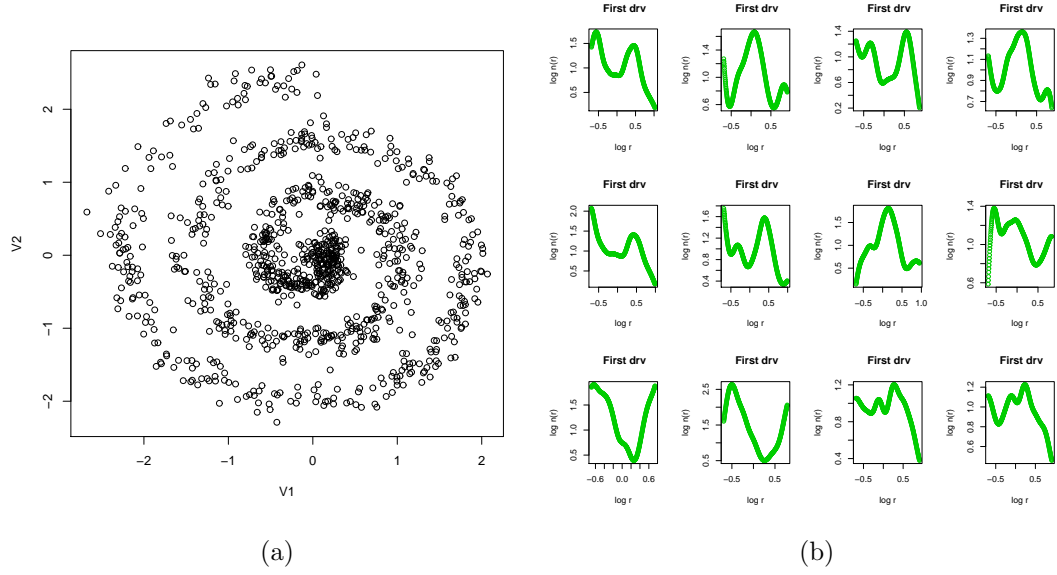 2
1
0
−1
−2
V2
−2 −1 0 1 2
V1
(a)
First drv
1.5
1.0
0.5
log n(r)
−0.5 0.5
log r
First drv
1.4
1.0
0.6
log n(r)
−0.5 0.5
log r
First drv
1.4
1.0
0.6
0.2
log n(r)
−0.5 0.5
log r
First drv
1.3
1.1
0.9
0.7
log n(r)
−0.5 0.5
log r
First drv
2.0
1.5
1.0
0.5
log n(r)
−0.5 0.5
log r
First drv
1.6
1.2
0.8
0.4
log n(r)
−0.5 0.5
log r
First drv
1.5
1.0
0.5
log n(r)
−0.5 0.5 1.0
log r
First drv
1.4
1.2
1.0
0.8
0.6
log n(r)
−0.5 0.5
log r
First drv
1.5
1.0
0.5
log n(r)
−0.6 0.0 0.6
log r
First drv
2.5
1.5
0.5
log n(r)
−0.5 0.5
log r
First drv
1.2
1.0
0.8
0.6
0.4
log n(r)
−0.5 0.5
log r
First drv
1.2
1.0
0.8
0.6
log n(r)
−0.5 0.5
log r
(b)